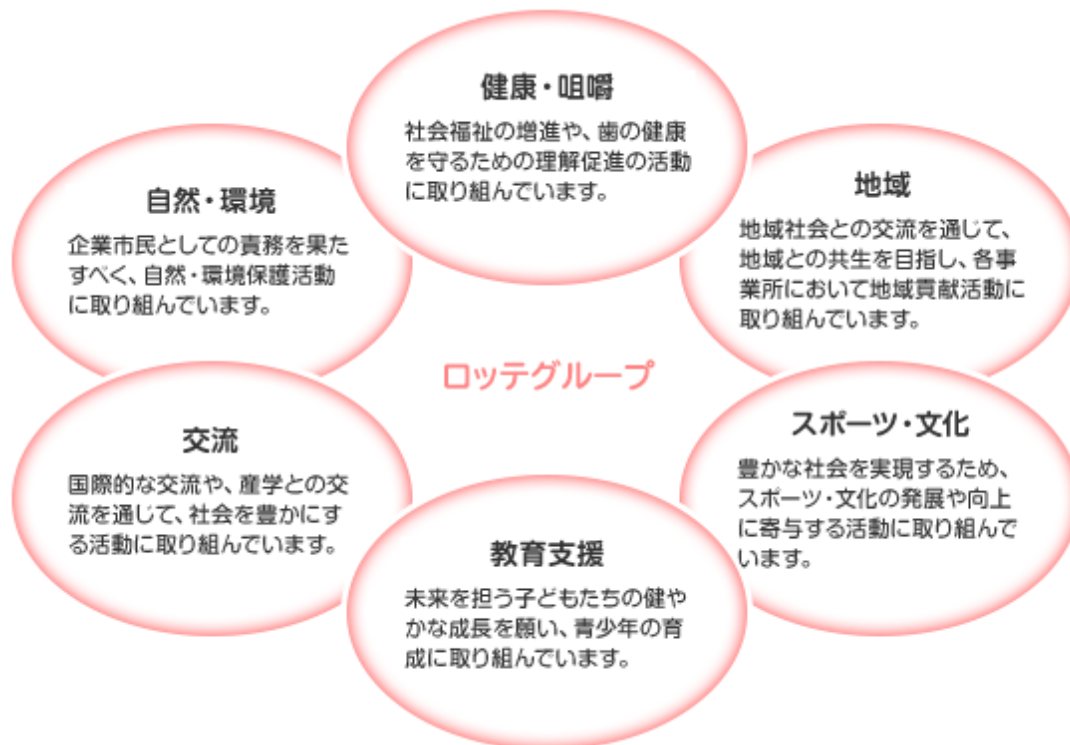 健康・咀嚼
社会福祉の増進や、歯の健康
を守るための理解促進の活動
に取り組んでいます。
自然・環境
企業市民としての責務を果た
すべく、自然・環境保護活動
に取り組んでいます。
地域
地域社会との交流を通じて、
地域との共生を目指し、各事
業所において地域貢献活動に
取り組んでいます。
ロッテグループ
交流
国際的な交流や、産学との交
流を通じて、社会を豊かにす
る活動に取り組んでいます。
スポーツ・文化
豊かな社会を実現するため、
スポーツ・文化の発展や向上
に寄与する活動に取り組んで
います。
教育支援
未来を担う子どもたちの健や
かな成長を願い、青少年の育
成に取り組んでいます。